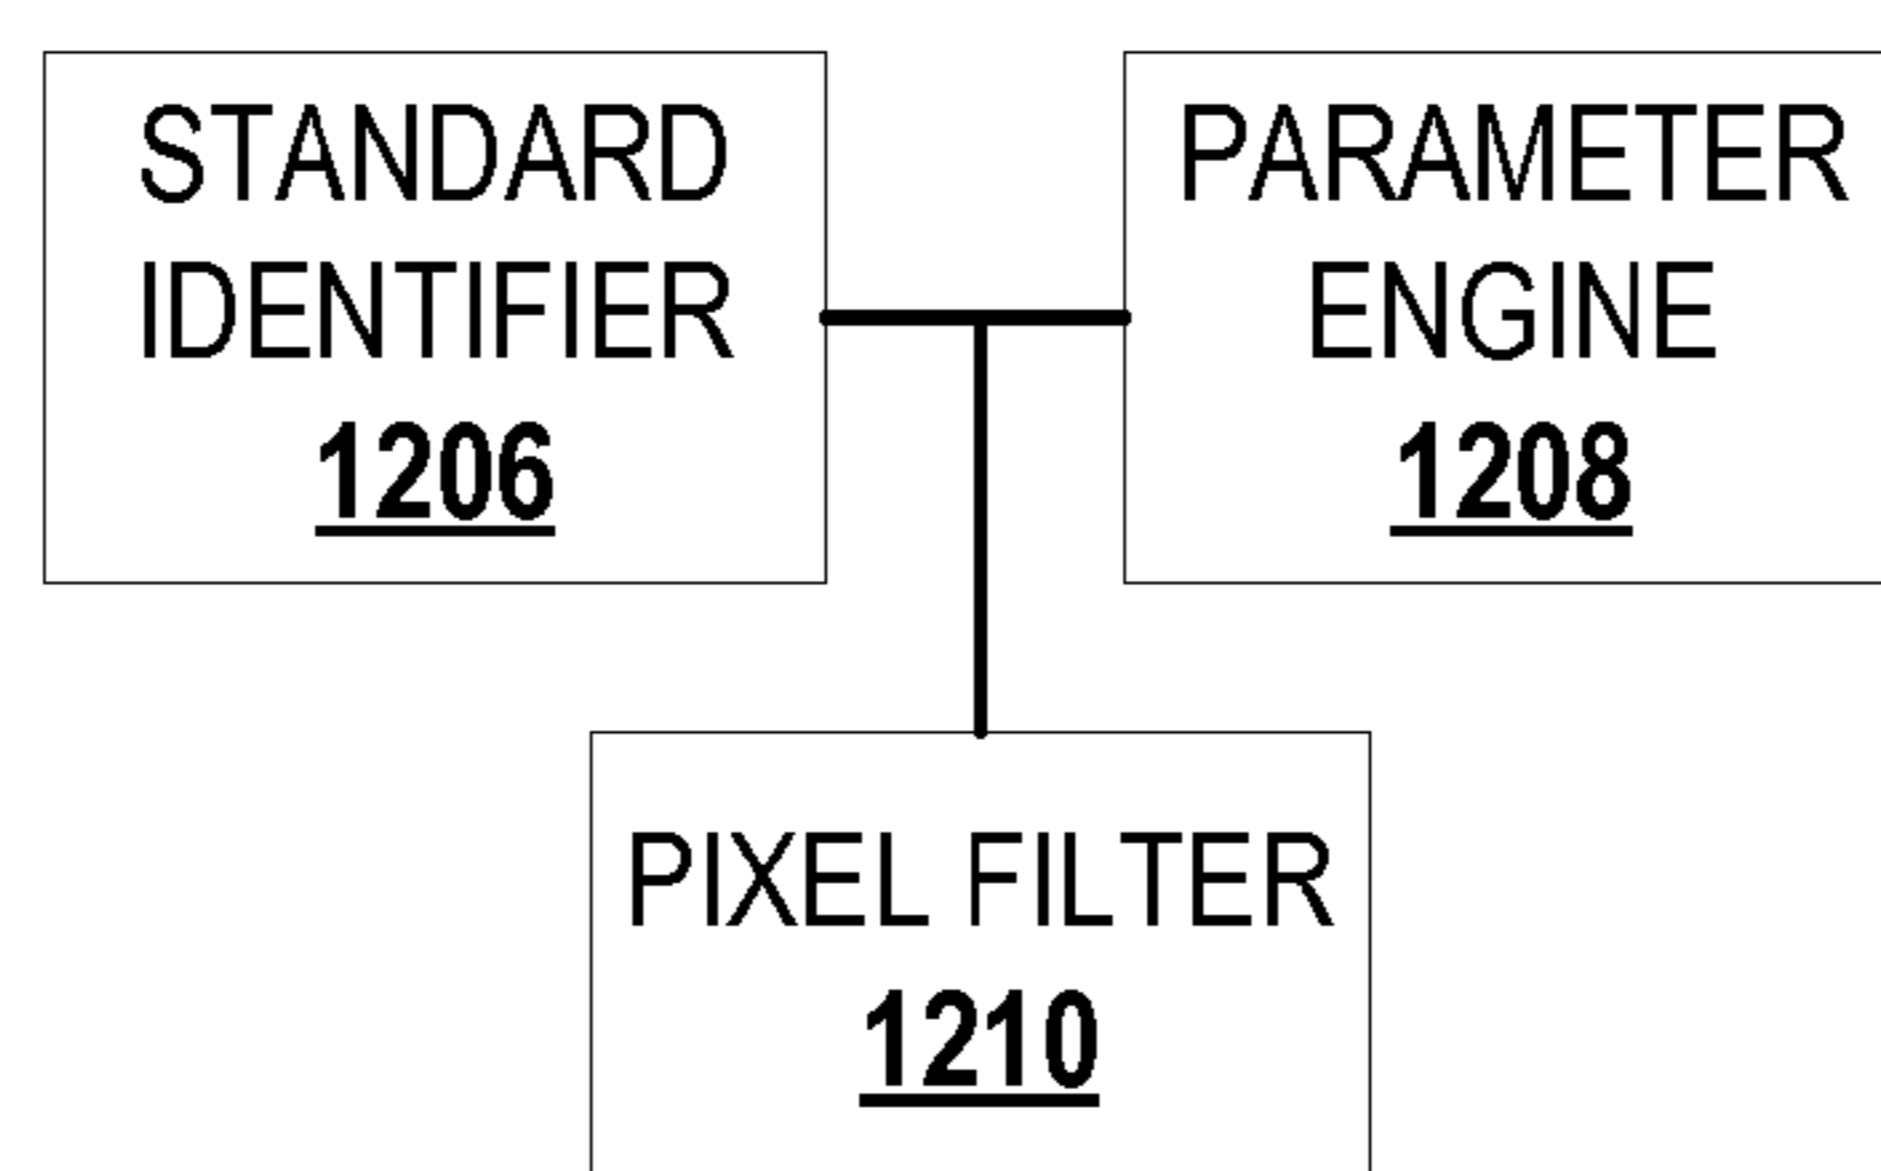 STANDARD
IDENTIFIER
1206
PARAMETER
ENGINE
1208
PIXEL FILTER
1210